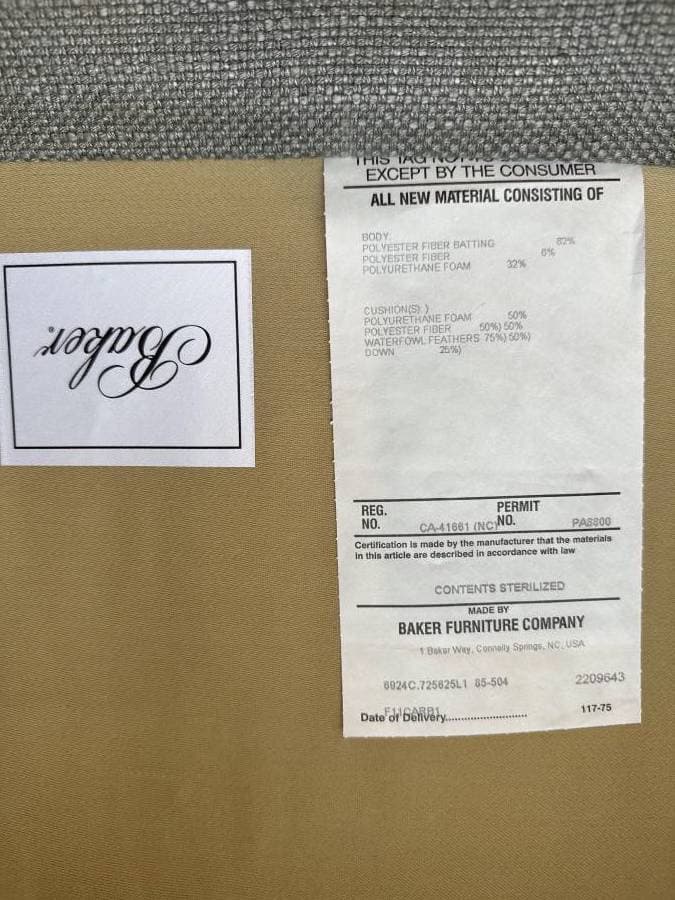 Baker®
THIS TAG NOT
EXCEPT BY THE CONSUMER
ALL NEW MATERIAL CONSISTING OF
BODY
POLYESTER FIBER BATTING 62%
POLYESTER FIBER 6%
POLYURETHANE FOAM 32%
CUSHION(S) )
POLYURETHANE FOAM 50%
POLYESTER FIBER 50%) 50%
WATERFOWL FEATHERS 75%) 50%)
DOWN 25%)
REG. NO. CA-41661 (NC) PERMIT NO. PA8800
Certification is made by the manufacturer that the materials
in this article are described in accordance with law
CONTENTS STERILIZED
MADE BY
BAKER FURNITURE COMPANY
1 Baker Way, Connelly Springs, NC, USA
6924C.725625L1 85-504 2209643
Date of Delivery........................ 117-75